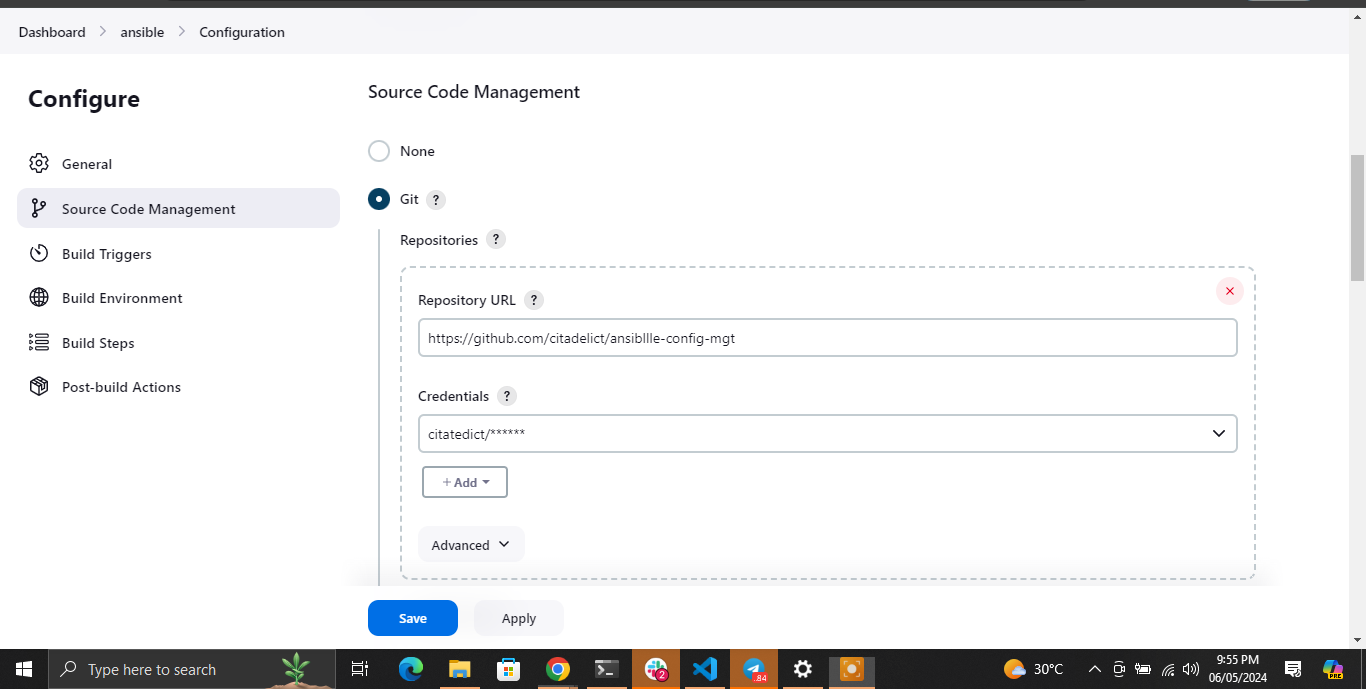 Dashboard > ansible > Configuration
Configure
General
Source Code Management
Build Triggers
Build Environment
Build Steps
Post-build Actions
Source Code Management
None
Git ?
Repositories ?
Repository URL ?
https://github.com/citadelict/ansibllle-config-mgt
Credentials ?
citatedict/******
+ Add
Advanced
Save Apply
Type here to search
2
.84
30°C
9:55 PM
06/05/2024
PRE